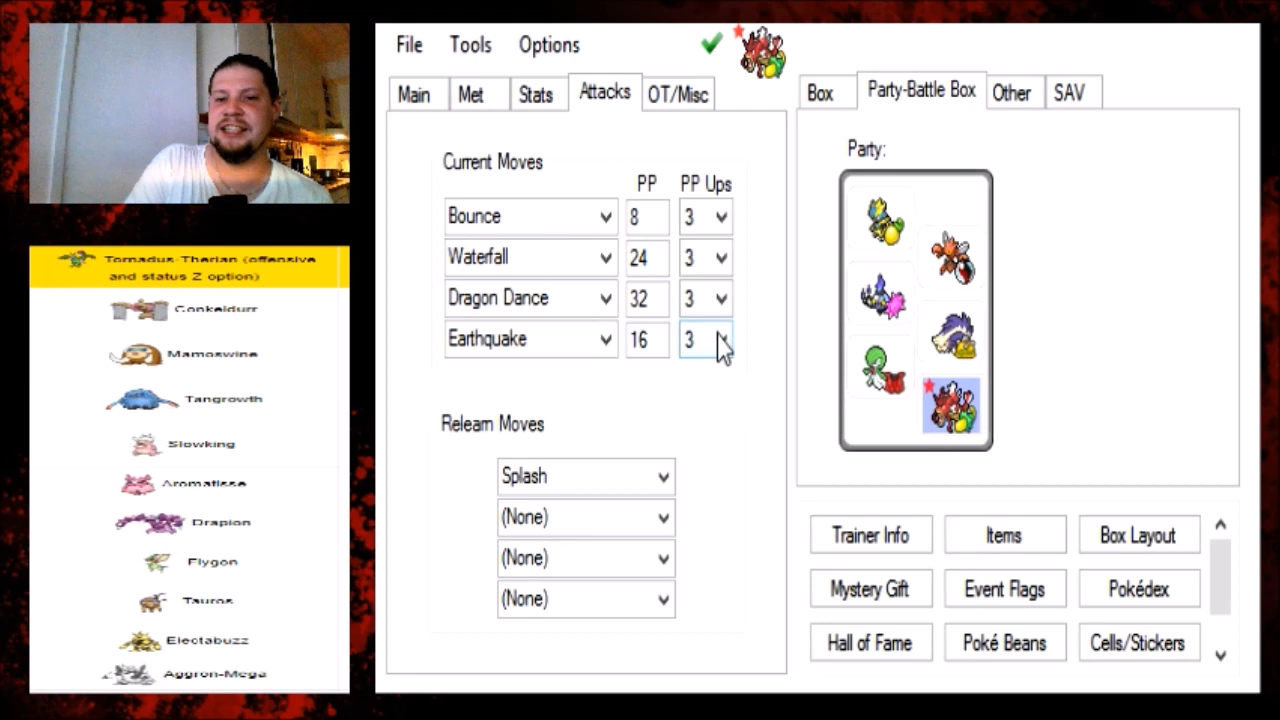 Tornadus-Therian (offensive
and status Z option)
Conkeldurr
Mamoswine
Tangrowth
Slowking
Aromatisse
Drapion
Flygon
Tauros
Electabuzz
Aggron-Mega
File Tools Options
Main Met Stats Attacks OT/Misc
Current Moves
PP PP Ups
Bounce 8 3
Waterfall 24 3
Dragon Dance 32 3
Earthquake 16 3
Relearn Moves
Splash
(None)
(None)
(None)
Box Party-Battle Box Other SAV
Party:
Trainer Info Items Box Layout
Mystery Gift Event Flags Pokédex
Hall of Fame Poké Beans Cells/Stickers